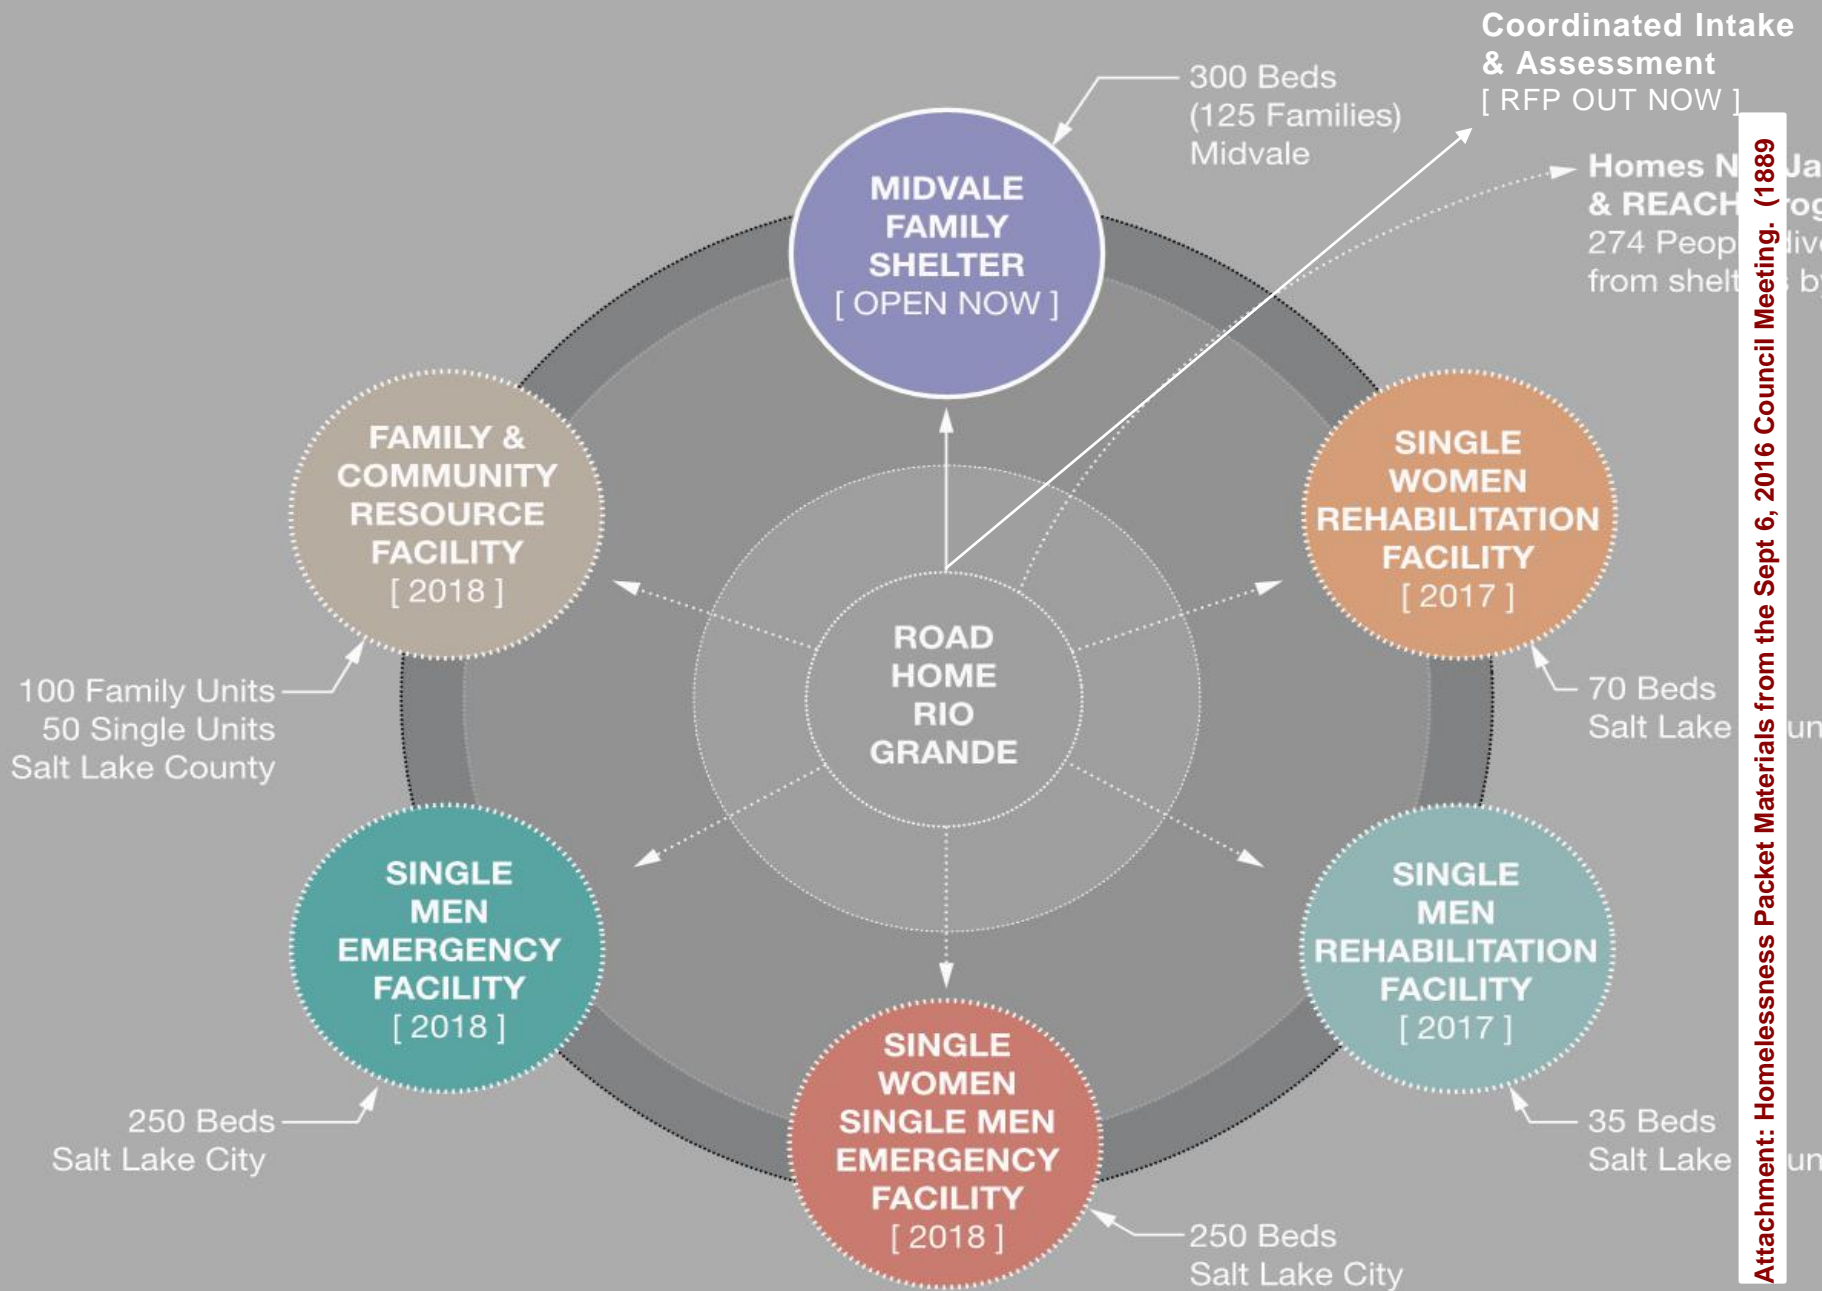 Coordinated Intake
& Assessment
[ RFP OUT NOW ]
300 Beds
(125 Families)
Midvale
Homes N
& REACH
274
from
MIDVALE
FAMILY
SHELTER
[ OPEN NOW ]
FAMILY &
COMMUNITY
RESOURCE
FACILITY
[ 2018 ]
SINGLE
WOMEN
REHABILITATION
FACILITY
[ 2017 ]
ROAD
HOME
RIO
GRANDE
100 Family Units
50 Single Units
Salt Lake County
70 Beds
Salt Lake
SINGLE
MEN
EMERGENCY
FACILITY
[ 2018 ]
SINGLE
MEN
REHABILITATION
FACILITY
[ 2017 ]
SINGLE
WOMEN
SINGLE MEN
EMERGENCY
FACILITY
[ 2018 ]
250 Beds
Salt Lake City
35 Beds
Salt Lake
250 Beds
Salt Lake City
Attachment: Homelessness Packet Materials from the Sept 6, 2016 Council Meeting. (1889